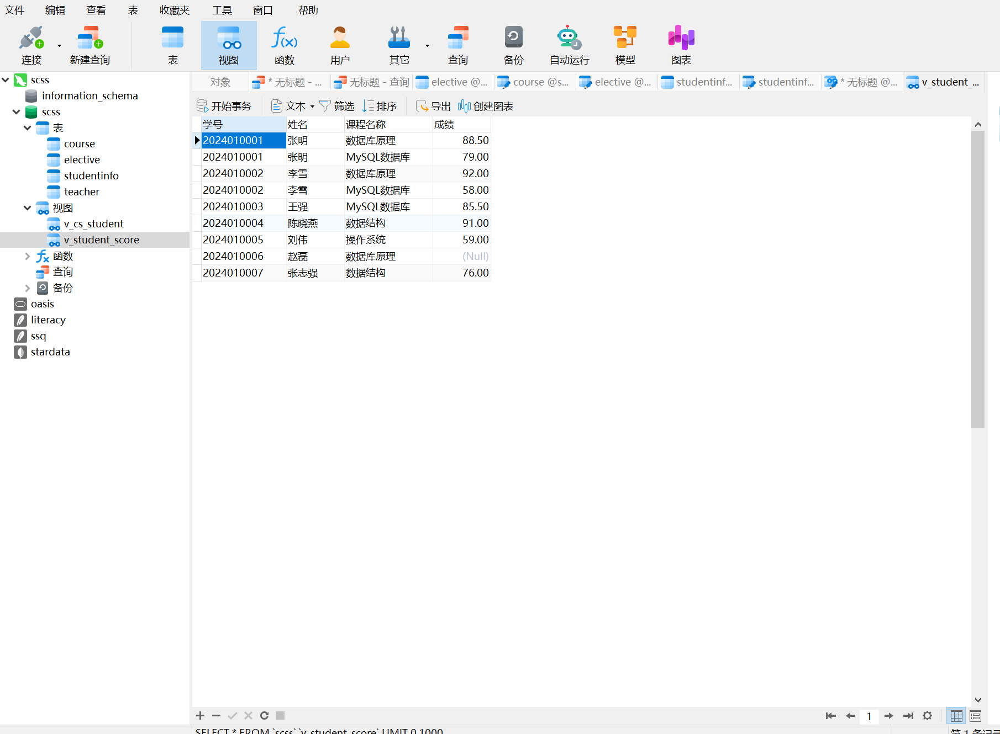 文件 编辑 查看 表 收藏夹 工具 窗口 帮助
连接 新建查询 表 视图 函数 用户 其它 查询 备份 自动运行 模型 图表
对象 * 无标题 - ... 无标题 - 查询 elective @... course @s... elective @... studentinf... studentinf... * 无标题 @... v_student_...
开始事务 文本 筛选 排序 导出 创建图表
scss
information_schema
scss
表
course
elective
studentinfo
teacher
视图
v_cs_student
v_student_score
函数
查询
备份
oasis
literacy
ssq
stardata
学号 姓名 课程名称 成绩
2024010001 张明 数据库原理 88.50
2024010001 张明 MySQL数据库 79.00
2024010002 李雪 数据库原理 92.00
2024010002 李雪 MySQL数据库 58.00
2024010003 王强 MySQL数据库 85.50
2024010004 陈晓燕 数据结构 91.00
2024010005 刘伟 操作系统 59.00
2024010006 赵磊 数据库原理 (Null)
2024010007 张志强 数据结构 76.00
1
SELECT * FROM `scss`.`v_student_score` LIMIT 0,1000
第 1 条记录